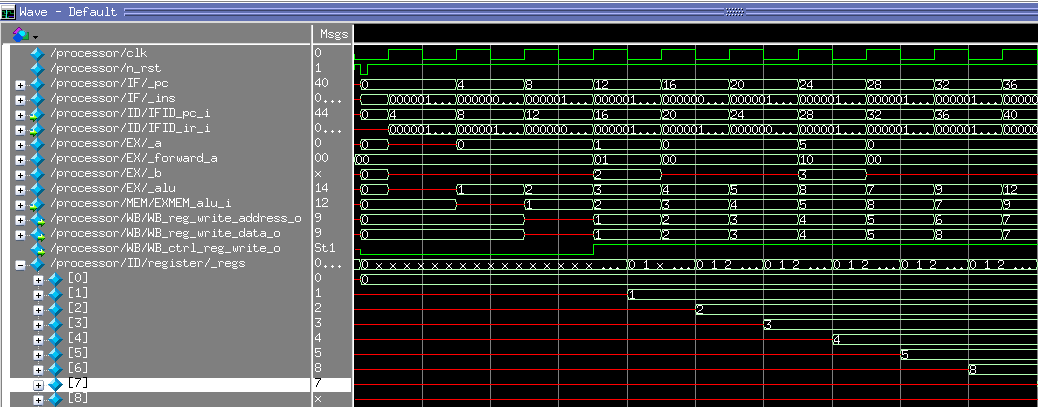 Wave - Default
Msgs
/processor/clk 0
/processor/n_rst 1
/processor/IF/_pc 40 0 4 8 12 16 20 24 28 32 36
/processor/IF/_ins 0... 000001... 000000... 000001... 000001... 000001... 000001... 000000... 000001... 000001... 00000
/processor/ID/IFID_pc_i 44 0 4 8 12 16 20 24 28 32 36 40
/processor/ID/IFID_ir_i 0... 000001... 000001... 000000... 000001... 000001... 000001... 000001... 000000... 000001... 00000
/processor/EX/_a 0 0 0 1 0 5 0
/processor/EX/_forward_a 00 00 01 00 10 00
/processor/EX/_b x 0 2 3
/processor/EX/_alu 14 0 1 2 3 4 5 8 7 9 12
/processor/MEM/EXMEM_alu_i 12 0 1 2 3 4 5 8 7 9
/processor/WB/WB_reg_write_address_o 9 0 1 2 3 4 5 6 7
/processor/WB/WB_reg_write_data_o 9 0 1 2 3 4 5 8 7
/processor/WB/WB_ctrl_reg_write_o St1
/processor/ID/register/_regs 0... 0 x x x x x x x x x x x x x ... 0 1 x ... 0 1 2 ... 0 1 2 ... 0 1 2 ... 0 1 2 ... 0 1 2 ...
[0] 0 0
[1] 1 1
[2] 2 2
[3] 3 3
[4] 4 4
[5] 5 5
[6] 8 8
[7] 7
[8] x